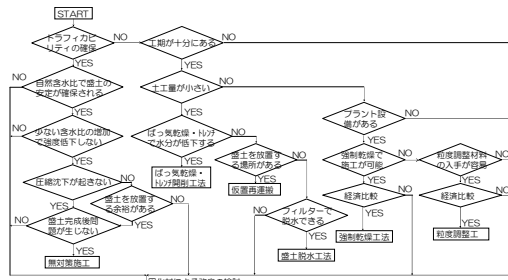 START
トラフィカビ
リティの確保
NO
工期が十分にある
NO
YES
YES
NO
自然含水比で盛土の
安定が確保される
土工量が小さい
NO
YES
YES
プラント設
備がある
NO
NO
少ない含水比の増加
で強度低下しない
ばっ気乾燥・トレンチ
で水分が低下する
NO
YES
YES
YES
盛土を放置す
る場所がある
NO
強制乾燥で
施工が可能
NO
粒度調整材料
の入手が容易
NO
圧縮沈下が起きない
NO
ばっ気乾燥・
トレンチ開削工法
YES
YES
YES
YES
盛土を放置す
る余裕がある
仮置再運搬
経済比較
経済比較
NO
盛土完成後問
題が生じない
YES
NO
フィルターで
脱水できる
YES
YES
YES
YES
強制乾燥工法
粒度調整工
無対策施工
盛土脱水工法